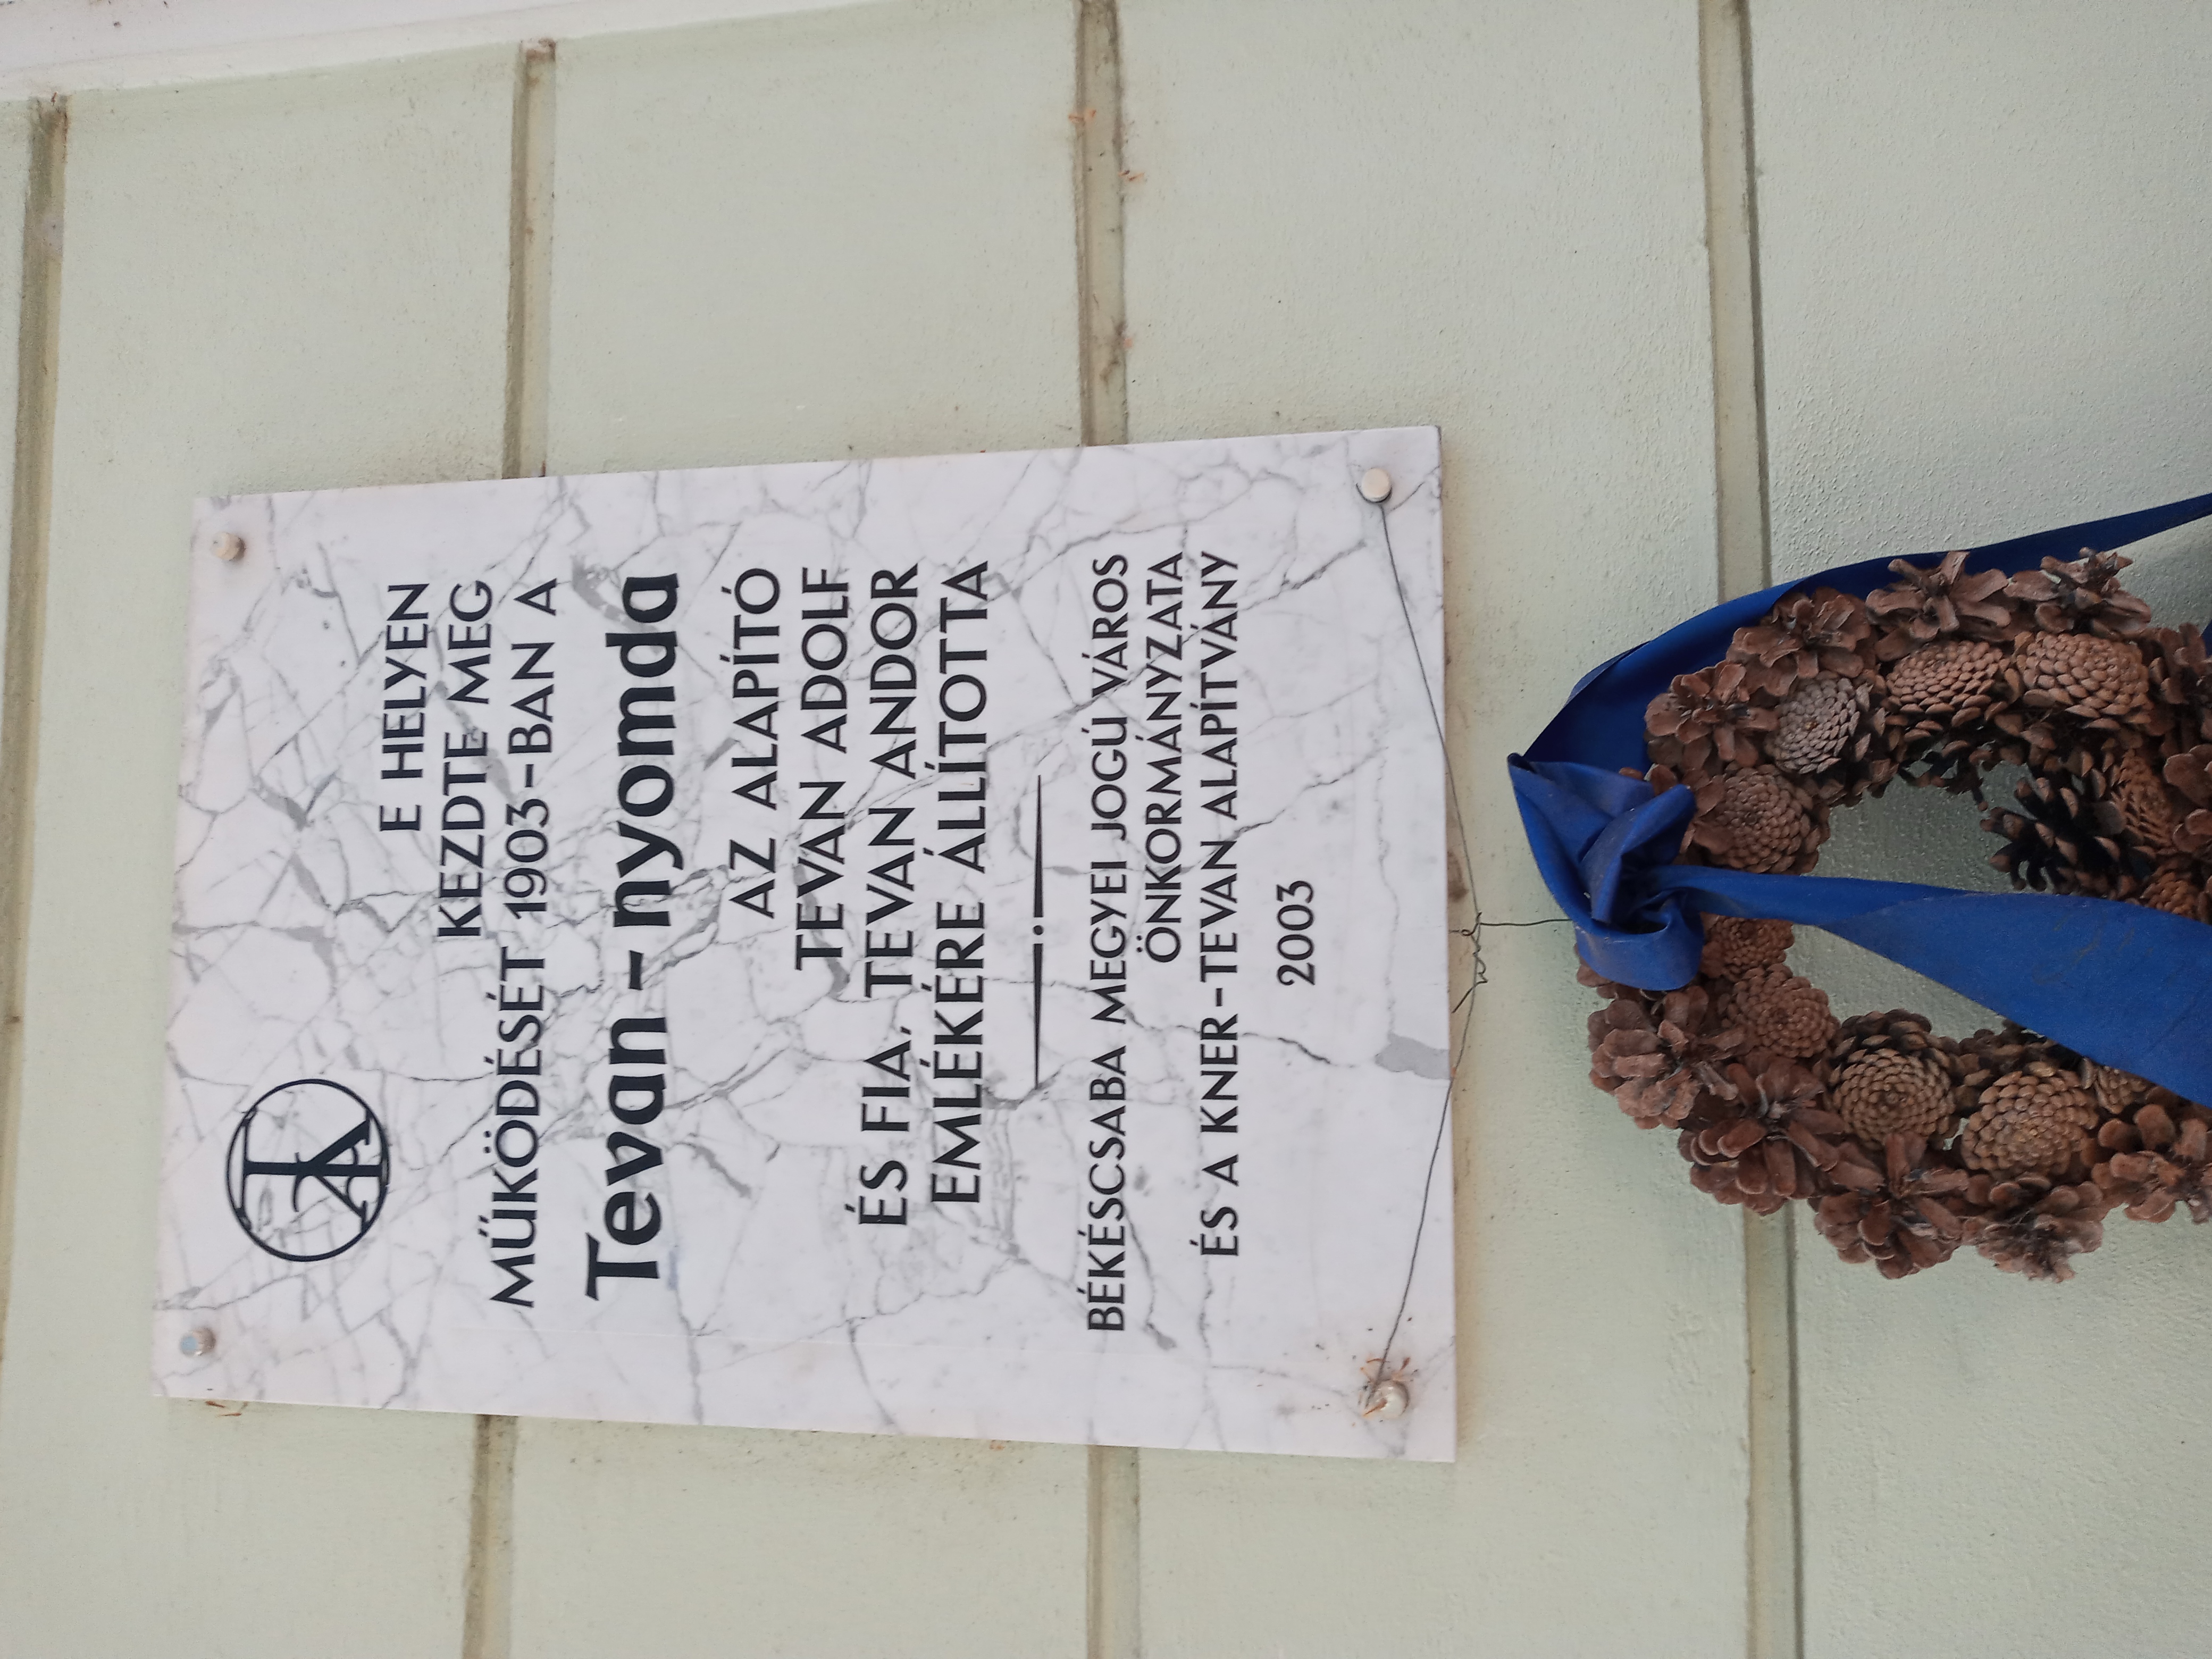 E HELYEN
KEZDTE MEG
MŰKÖDÉSÉT 1903-BAN A
Tevan - nyomda
AZ ALAPÍTÓ
TEVAN ADOLF
ÉS FIA, TEVAN ANDOR
EMLÉKÉRE ÁLLÍTOTTA
BÉKÉSCSABA MEGYEI JOGÚ VÁROS
ÖNKORMÁNYZATA
ÉS A KNER-TEVAN ALAPÍTVÁNY
2003